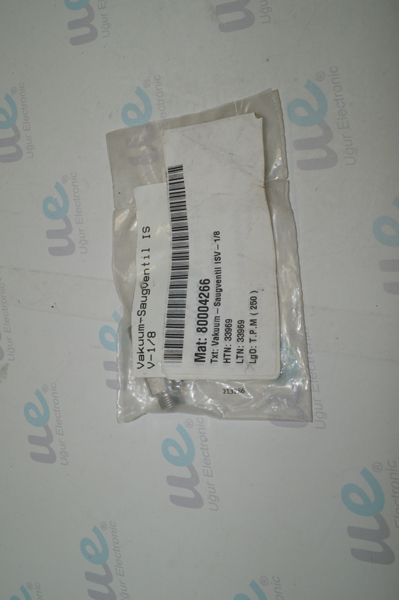 Vakuum-Saugventil IS
V-1/8
Mat: 80004266
Txt: Vakuum – Saugventil ISV – 1/8
HTN: 33969
LTN: 33969
LgO: T.P.M ( 250 )
ue®
Ugur Electronic